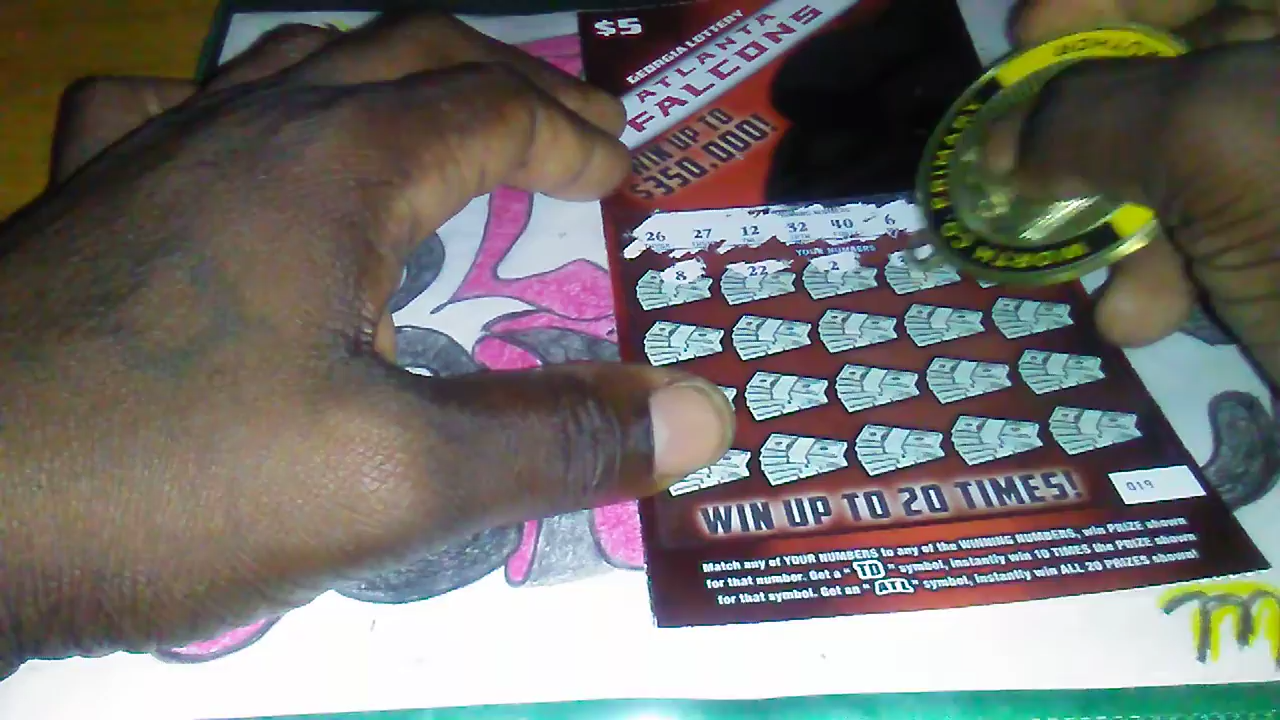 $5
GEORGIA LOTTERY
ATLANTA
FALCONS
WIN UP TO
$350,000!
WINNING NUMBERS
26 27 12 32 40 6
YOUR NUMBERS
8 22 2
WIN UP TO 20 TIMES!
019
Match any of YOUR NUMBERS to any of the WINNING NUMBERS, win PRIZE shown
for that number. Get a "TD" symbol, instantly win 10 TIMES the PRIZE shown
for that symbol. Get an "ATL" symbol, instantly win ALL 20 PRIZES shown!
PRIMARY